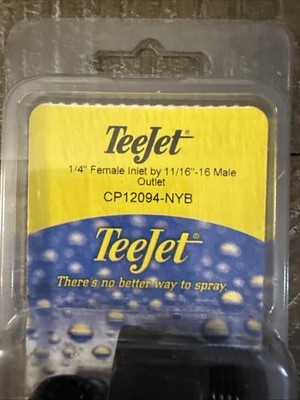 TeeJet®
1/4" Female Inlet by 11/16"-16 Male
Outlet
CP12094-NYB
TeeJet®
There's no better way to spray.